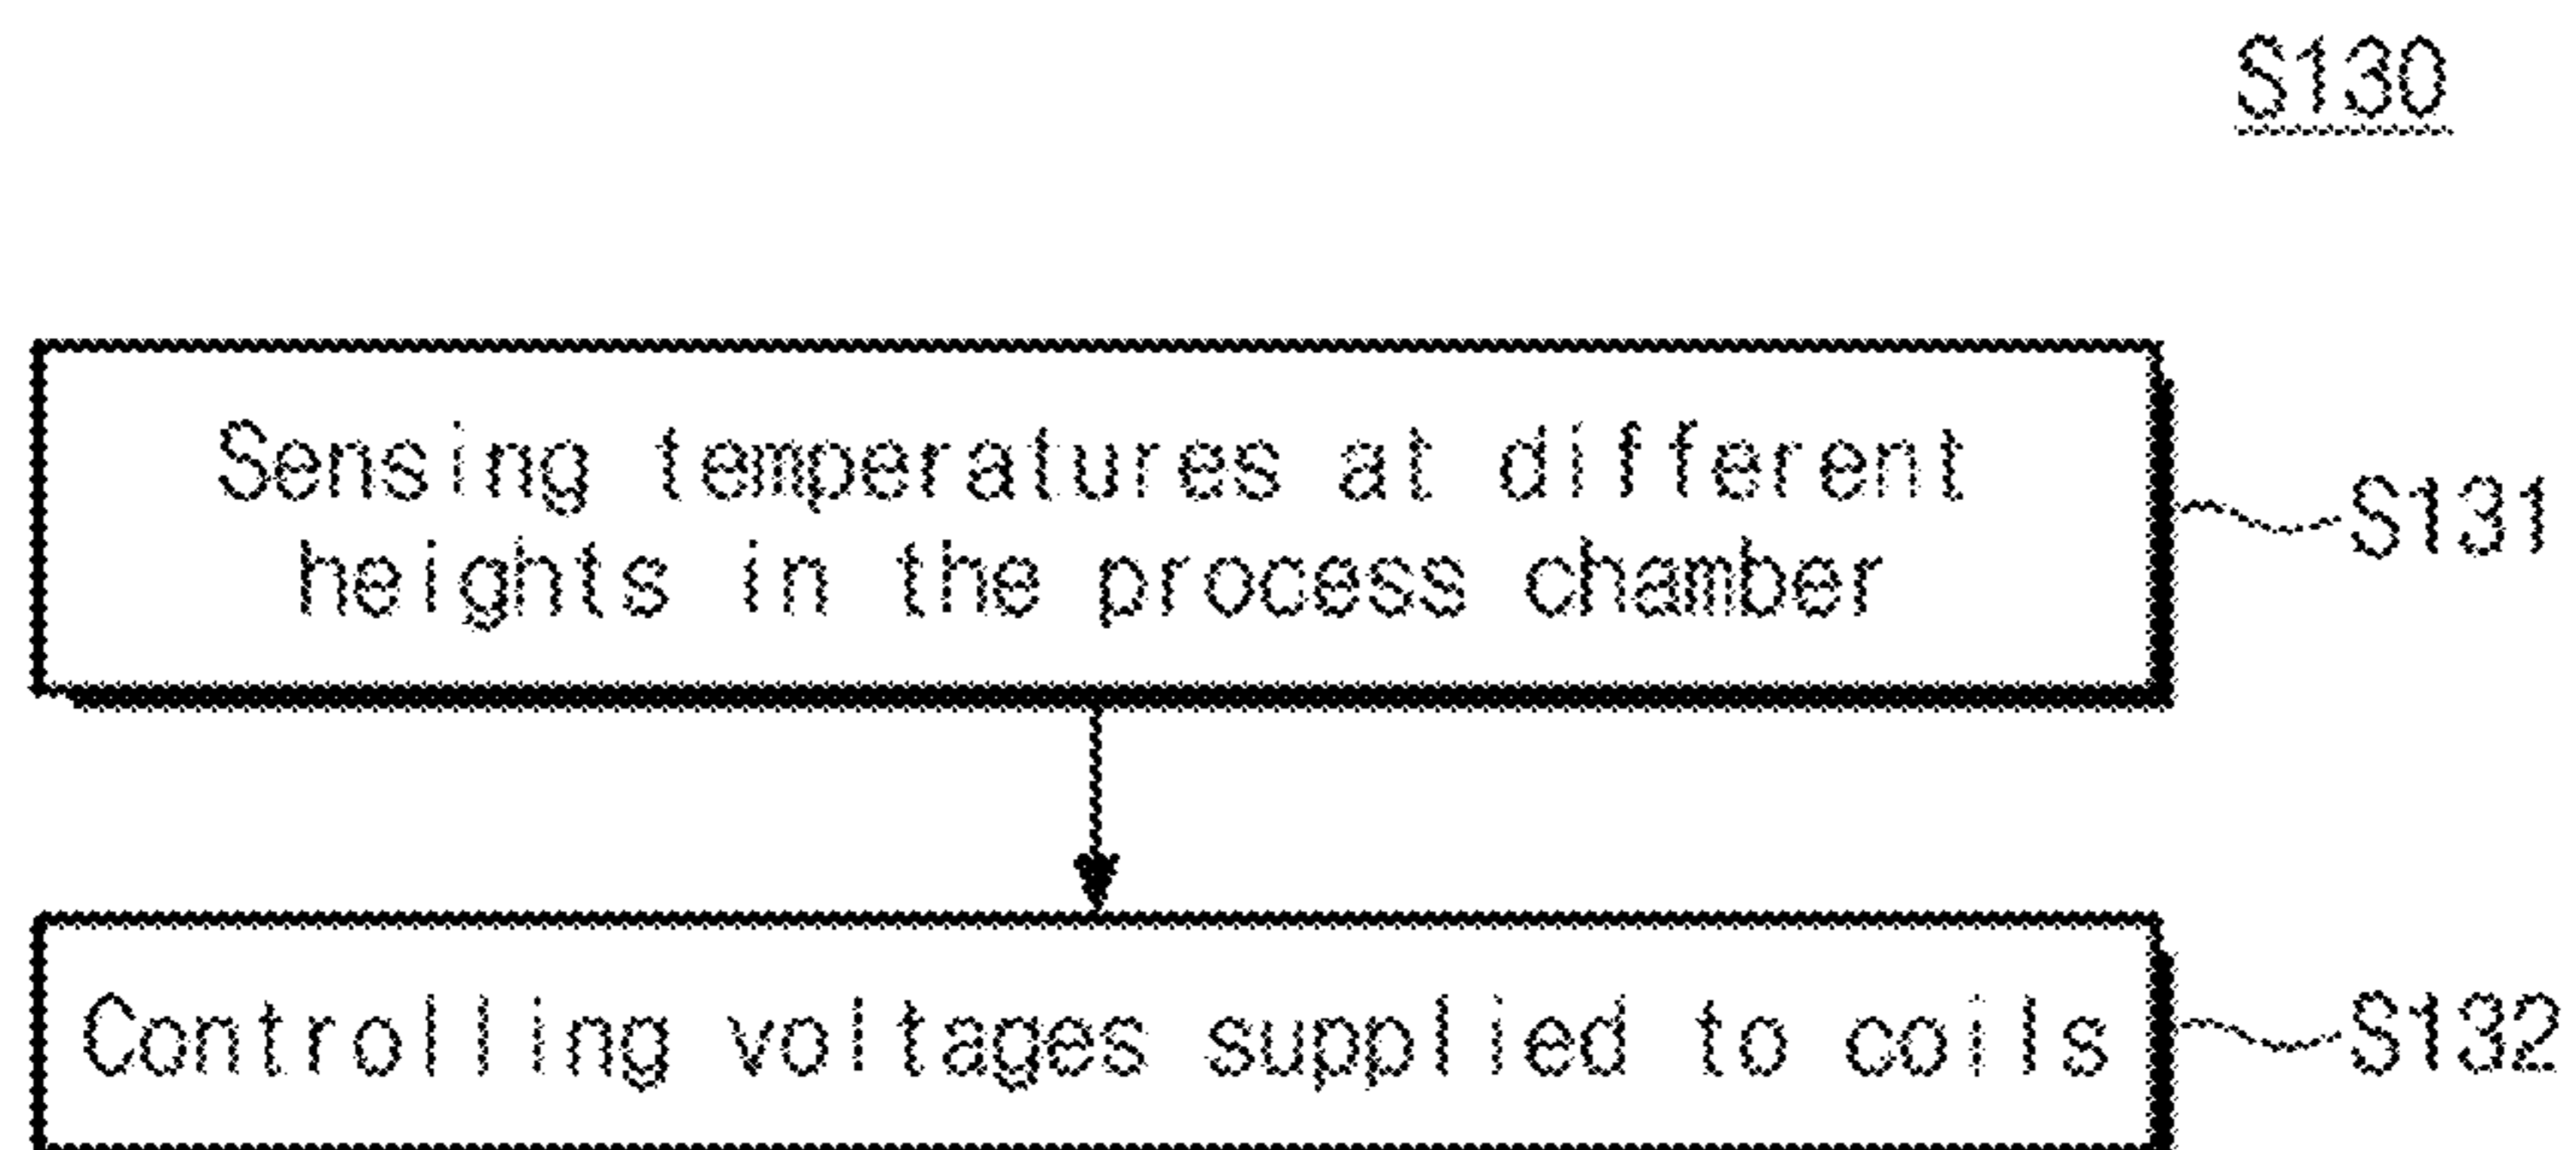 S130
Sensing temperatures at different
heights in the process chamber
S131
Controlling voltages supplied to coils
S132